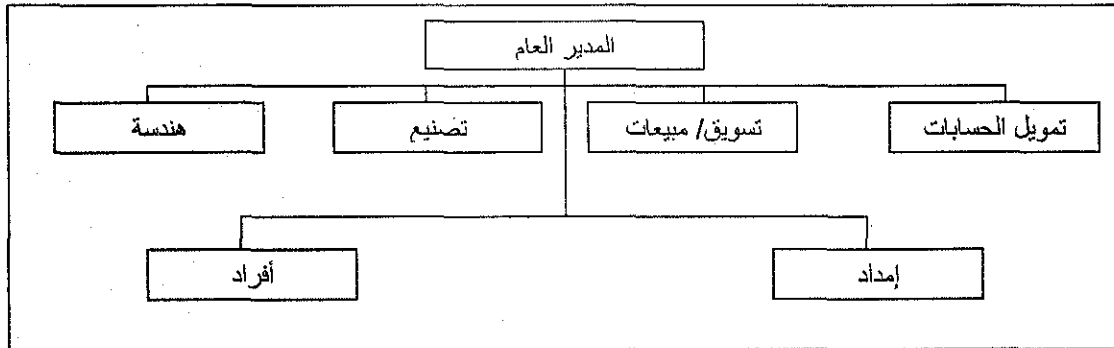 المدير العام
تمويل الحسابات
تسويق/ مبيعات
تصنيع
هندسة
إمداد
أفراد